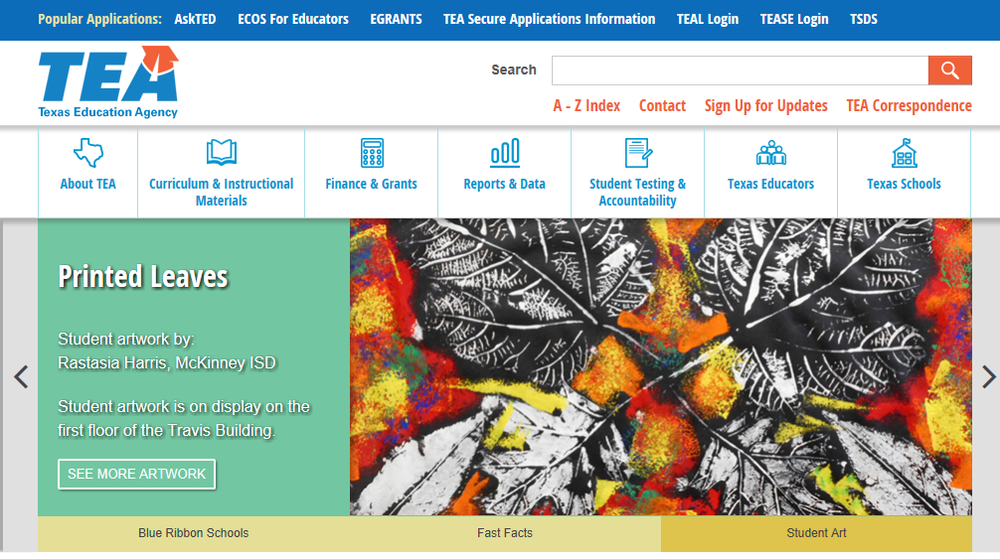 Popular Applications: AskTED ECOS For Educators EGRANTS TEA Secure Applications Information TEAL Login TEASE Login TSDS
TEA
Texas Education Agency
Search
A - Z Index Contact Sign Up for Updates TEA Correspondence
About TEA
Curriculum & Instructional
Materials
Finance & Grants
Reports & Data
Student Testing &
Accountability
Texas Educators
Texas Schools
Printed Leaves
Student artwork by:
Rastasia Harris, McKinney ISD
Student artwork is on display on the
first floor of the Travis Building.
SEE MORE ARTWORK
Blue Ribbon Schools
Fast Facts
Student Art